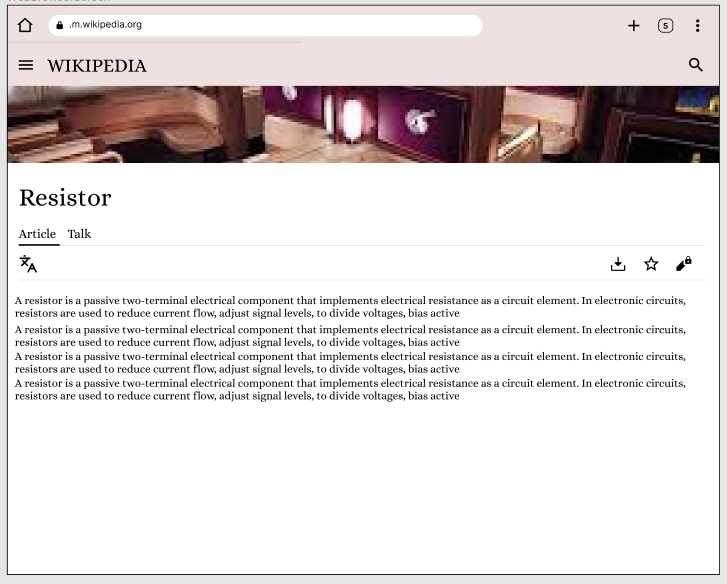 .m.wikipedia.org
5
WIKIPEDIA
Resistor
Article Talk
A resistor is a passive two-terminal electrical component that implements electrical resistance as a circuit element. In electronic circuits,
resistors are used to reduce current flow, adjust signal levels, to divide voltages, bias active
A resistor is a passive two-terminal electrical component that implements electrical resistance as a circuit element. In electronic circuits,
resistors are used to reduce current flow, adjust signal levels, to divide voltages, bias active
A resistor is a passive two-terminal electrical component that implements electrical resistance as a circuit element. In electronic circuits,
resistors are used to reduce current flow, adjust signal levels, to divide voltages, bias active
A resistor is a passive two-terminal electrical component that implements electrical resistance as a circuit element. In electronic circuits,
resistors are used to reduce current flow, adjust signal levels, to divide voltages, bias active